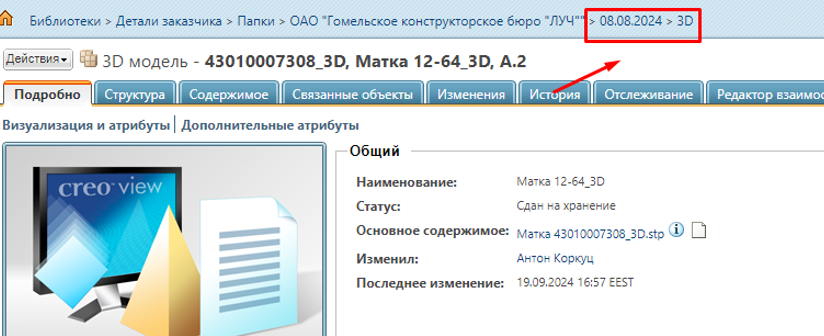 Библиотеки > Детали заказчика > Папки > ОАО "Гомельское конструкторское бюро "ЛУЧ"" > 08.08.2024 > 3D
Действия
3D модель - 43010007308_3D, Матка 12-64_3D, A.2
Подробно Структура Содержимое Связанные объекты Изменения История Отслеживание Редактор взаимос
Визуализация и атрибуты | Дополнительные атрибуты
creo view
Общий
Наименование: Матка 12-64_3D
Статус: Сдан на хранение
Основное содержимое: Матка 43010007308_3D.stp
Изменил: Антон Коркуц
Последнее изменение: 19.09.2024 16:57 EEST